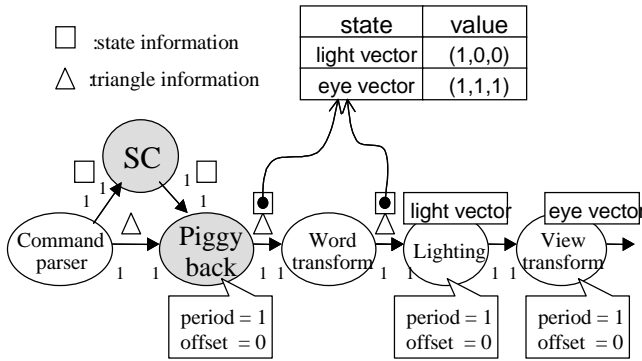 state value
light vector (1,0,0)
eye vector (1,1,1)
:state information
:triangle information
SC
1 1
1 1
Command parser
Piggy back
Word transform
Lighting
View transform
light vector
eye vector
1 1 1 1 1 1 1 1
period = 1
offset = 0
period = 1
offset = 0
period = 1
offset = 0